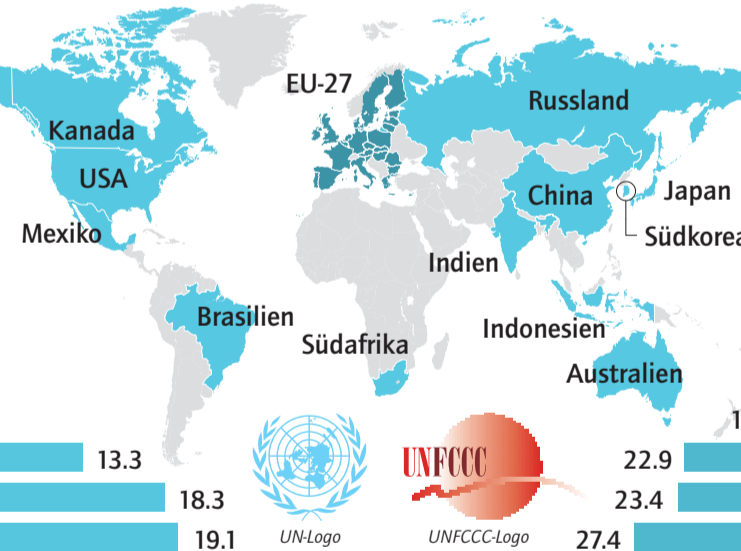 EU-27
Russland
Kanada
USA
China
Japan
Mexiko
Südkorea
Indien
Brasilien
Südafrika
Indonesien
Australien
1
13.3
UNFCCC
22.9
18.3
23.4
19.1
UN-Logo
UNFCCC-Logo
27.4